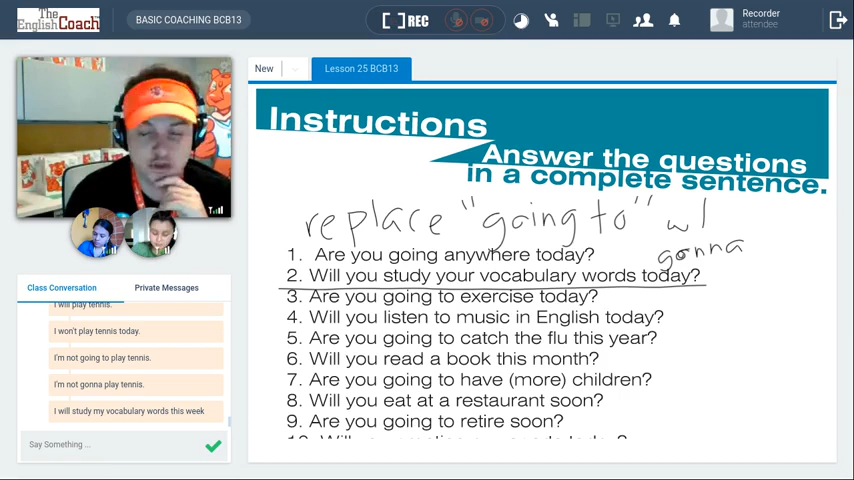 The
EnglishCoach
BASIC COACHING BCB13
[ ] REC
Recorder
attendee
New
Lesson 25 BCB13
Instructions
Answer the questions
in a complete sentence.
replace "going to" w/
gonna
1. Are you going anywhere today?
2. Will you study your vocabulary words today?
3. Are you going to exercise today?
4. Will you listen to music in English today?
5. Are you going to catch the flu this year?
6. Will you read a book this month?
7. Are you going to have (more) children?
8. Will you eat at a restaurant soon?
9. Are you going to retire soon?
Class Conversation
Private Messages
I will play tennis.
I won't play tennis today.
I'm not going to play tennis.
I'm not gonna play tennis.
I will study my vocabulary words this week
Say Something ...